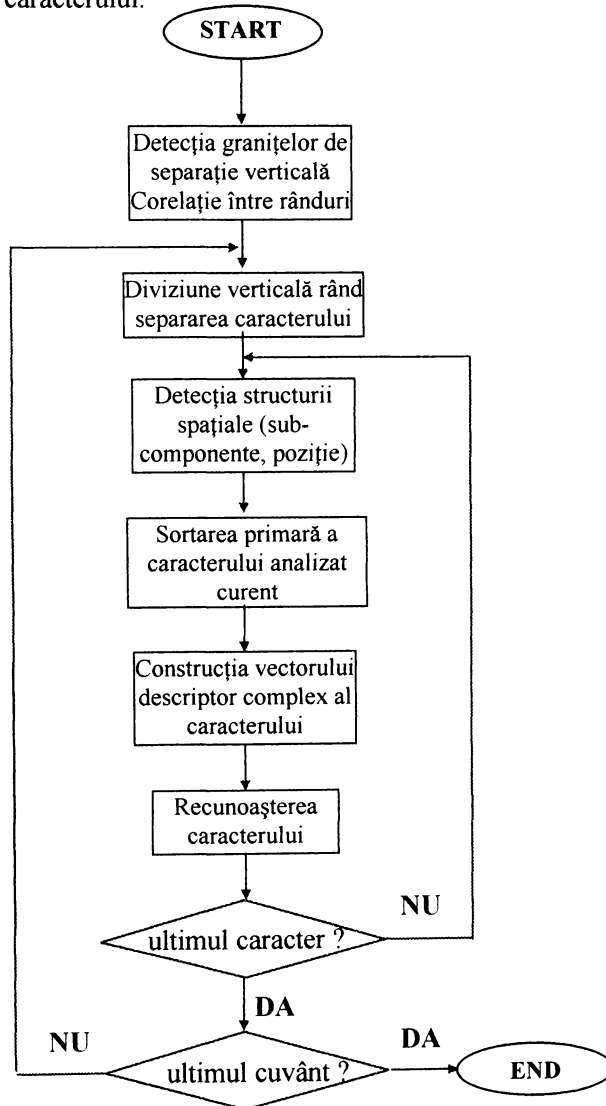 caracterului.
START
Detecția granițelor de
separație verticală
Corelație între rânduri
Diviziune verticală rând
separarea caracterului
Detecția structurii
spațiale (sub-
componente, poziție)
Sortarea primară a
caracterului analizat
curent
Construcția vectorului
descriptor complex al
caracterului
Recunoașterea
caracterului
ultimul caracter ?
NU
DA
ultimul cuvânt ?
NU
DA
END